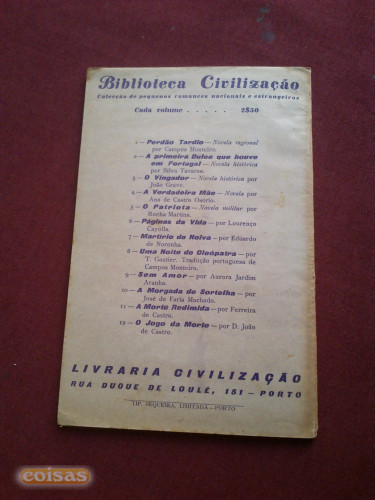 Biblioteca Civilização
Colecção de pequenos romances nacionais e estrangeiros
Cada volume . . . . . 2$50
1 — Perdão Tardio — Novela regional
por Campos Monteiro.
2 — A primeira Dulce que houve
em Portugal — Novela histórica
por Silva Tavares.
3 — O Vingador — Novela histórica por
João Grave.
4 — A Verdadeira Mãe — Novela por
Ana de Castro Osório.
5 — O Patriota — Novela militar por
Rocha Martins.
6 — Páginas da Vida — por Lourenço
Cayolla.
7 — Martírio da Noiva — por Eduardo
de Noronha.
8 — Uma Noite de Cleópatra — por
T. Gautier. Tradução portuguesa de
Campos Monteiro.
9 — Sem Amor — por Aurora Jardim
Aranha.
10 — A Morgada de Sortelha — por
José de Faria Machado.
11 — A Morte Redimida — por Ferreira
de Castro.
12 — O Jogo da Morte — por D. João
de Castro.
LIVRARIA CIVILIZAÇÃO
RUA DUQUE DE LOULÉ, 151 — PORTO
TIP. SEQUEIRA, LIMITADA — PORTO
coisas